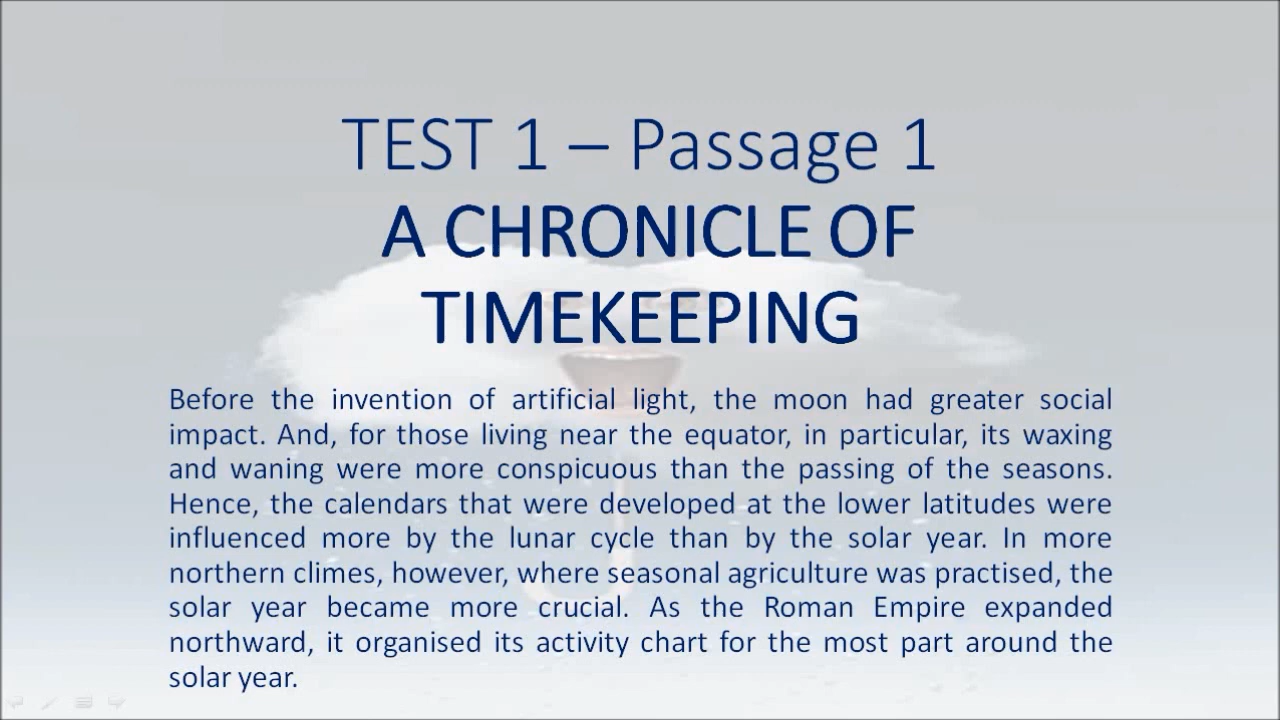 TEST 1 – Passage 1
A CHRONICLE OF
TIMEKEEPING
Before the invention of artificial light, the moon had greater social
impact. And, for those living near the equator, in particular, its waxing
and waning were more conspicuous than the passing of the seasons.
Hence, the calendars that were developed at the lower latitudes were
influenced more by the lunar cycle than by the solar year. In more
northern climes, however, where seasonal agriculture was practised, the
solar year became more crucial. As the Roman Empire expanded
northward, it organised its activity chart for the most part around the
solar year.